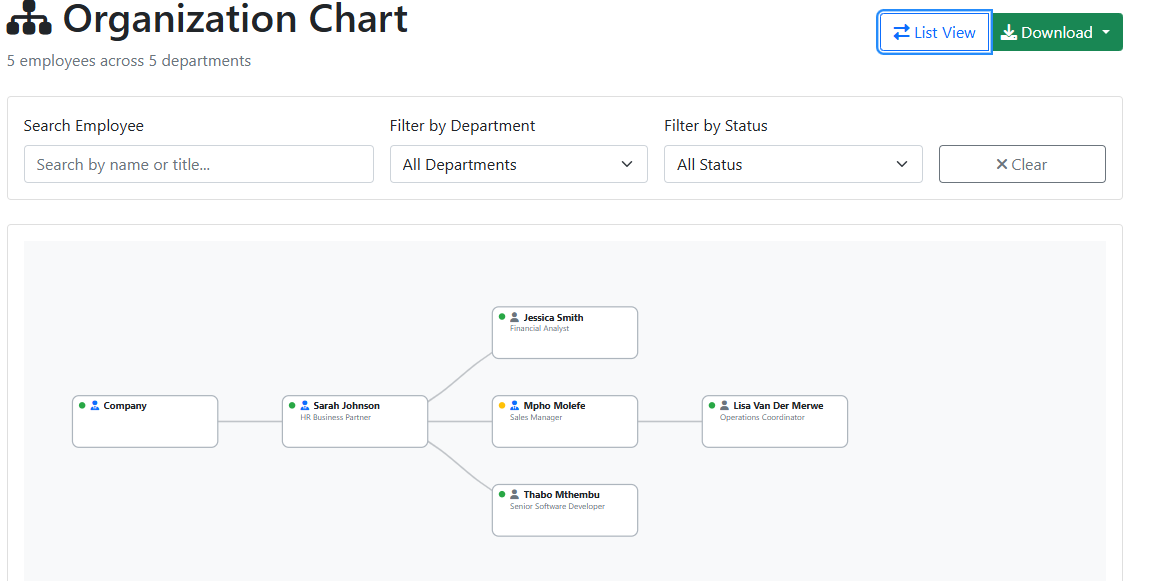 Organization Chart
5 employees across 5 departments
List View
Download
Search Employee
Filter by Department
Filter by Status
Search by name or title...
All Departments
All Status
Clear
Jessica Smith
Financial Analyst
Company
Sarah Johnson
HR Business Partner
Mpho Molefe
Sales Manager
Lisa Van Der Merwe
Operations Coordinator
Thabo Mthembu
Senior Software Developer